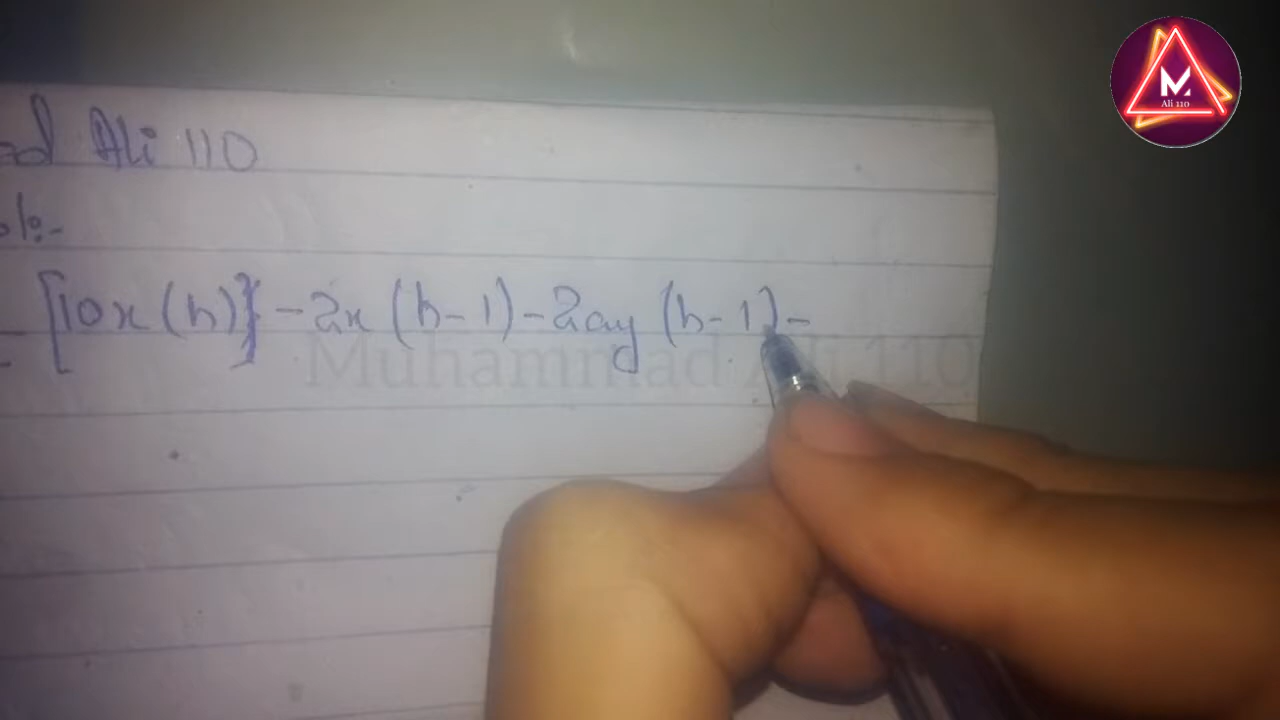 Ali 110
[10x(h)] - 2x (h-1) - 2ay (h-1) -
Muhammad Ali 110
M
Ali 110